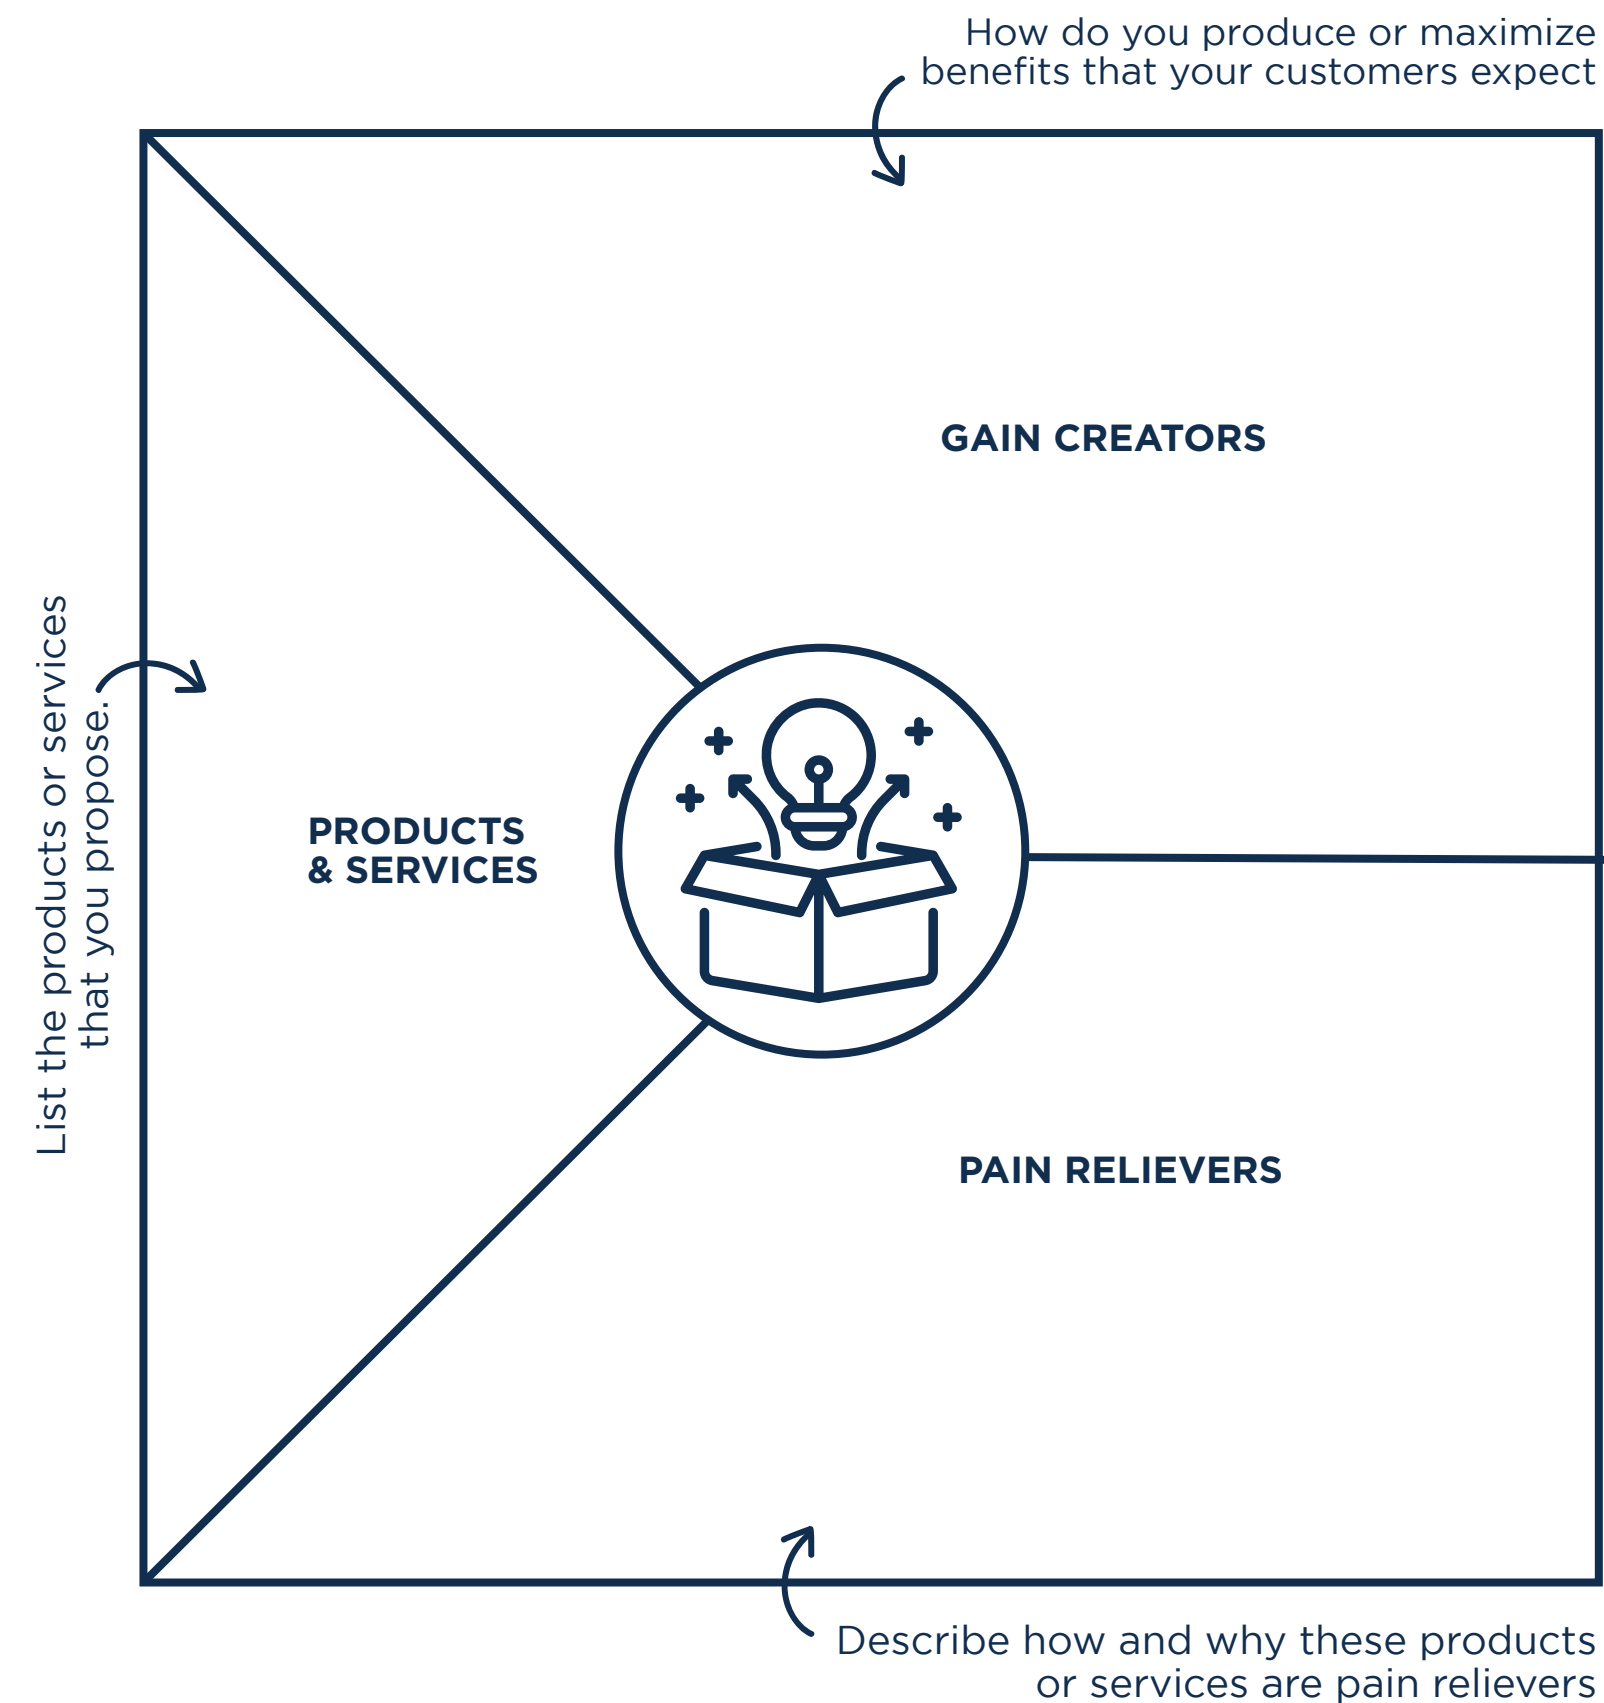 How do you produce or maximize
benefits that your customers expect
GAIN CREATORS
List the products or services
that you propose.
PRODUCTS
& SERVICES
PAIN RELIEVERS
Describe how and why these products
or services are pain relievers